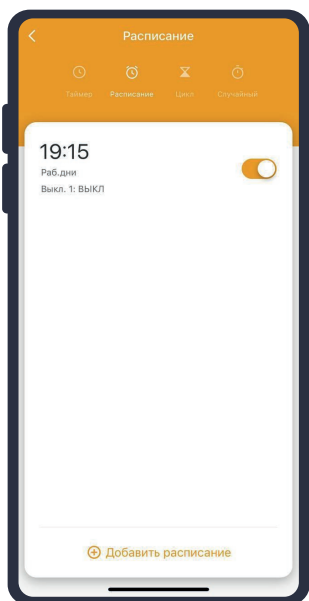 Расписание
Таймер Расписание Цикл Случайный
19:15
Раб.дни
Выкл. 1: ВЫКЛ
Добавить расписание